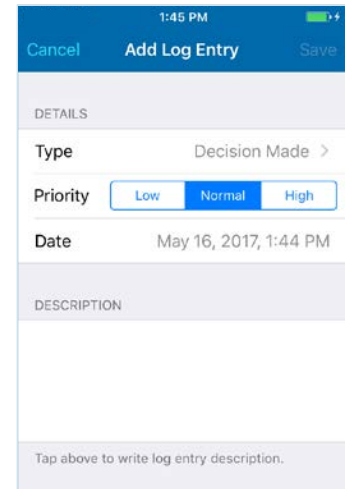 1:45 PM
Cancel Add Log Entry Save
DETAILS
Type Decision Made
Priority Low Normal High
Date May 16, 2017, 1:44 PM
DESCRIPTION
Tap above to write log entry description.